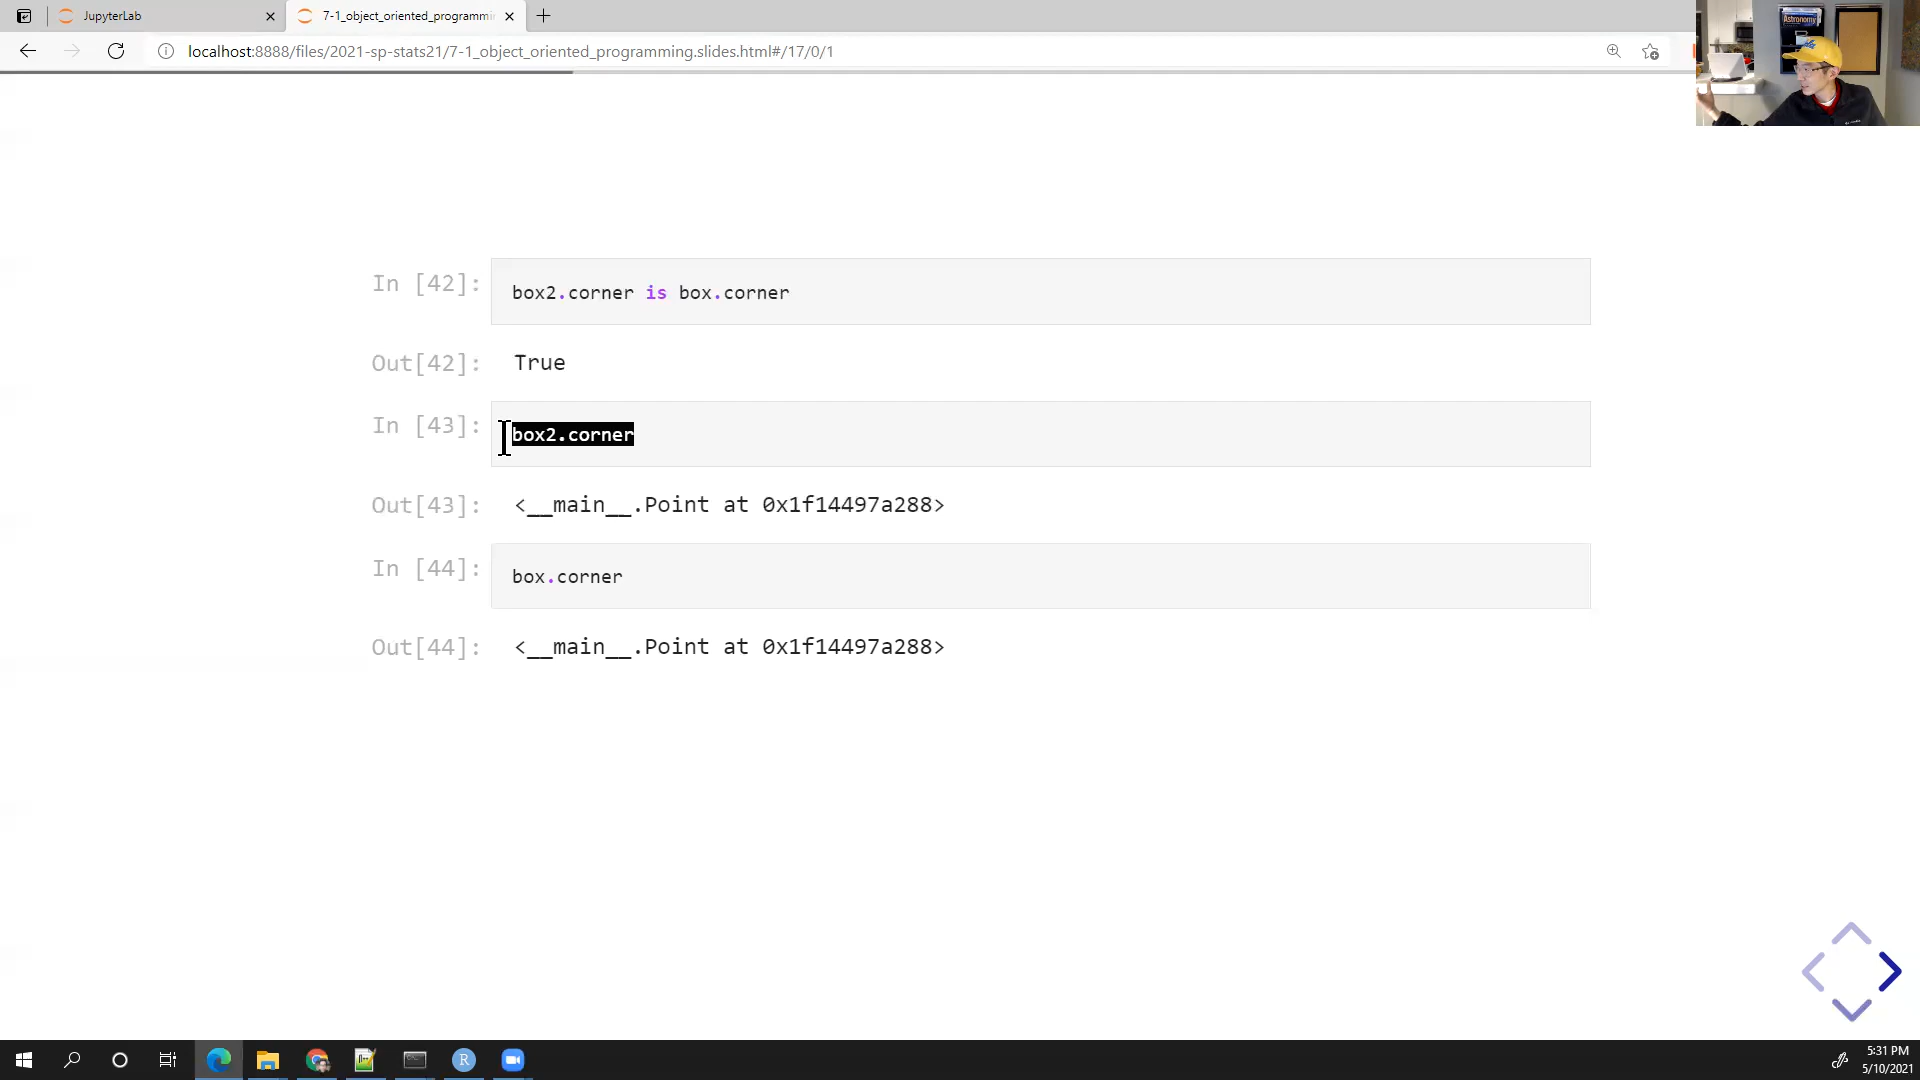 JupyterLab
7-1_object_oriented_programmi
localhost:8888/files/2021-sp-stats21/7-1_object_oriented_programming.slides.html#/17/0/1
Astronomy
In [42]:
box2.corner is box.corner
Out[42]:
True
In [43]:
box2.corner
Out[43]:
<__main__.Point at 0x1f14497a288>
In [44]:
box.corner
Out[44]:
<__main__.Point at 0x1f14497a288>
R
5:31 PM
5/10/2021